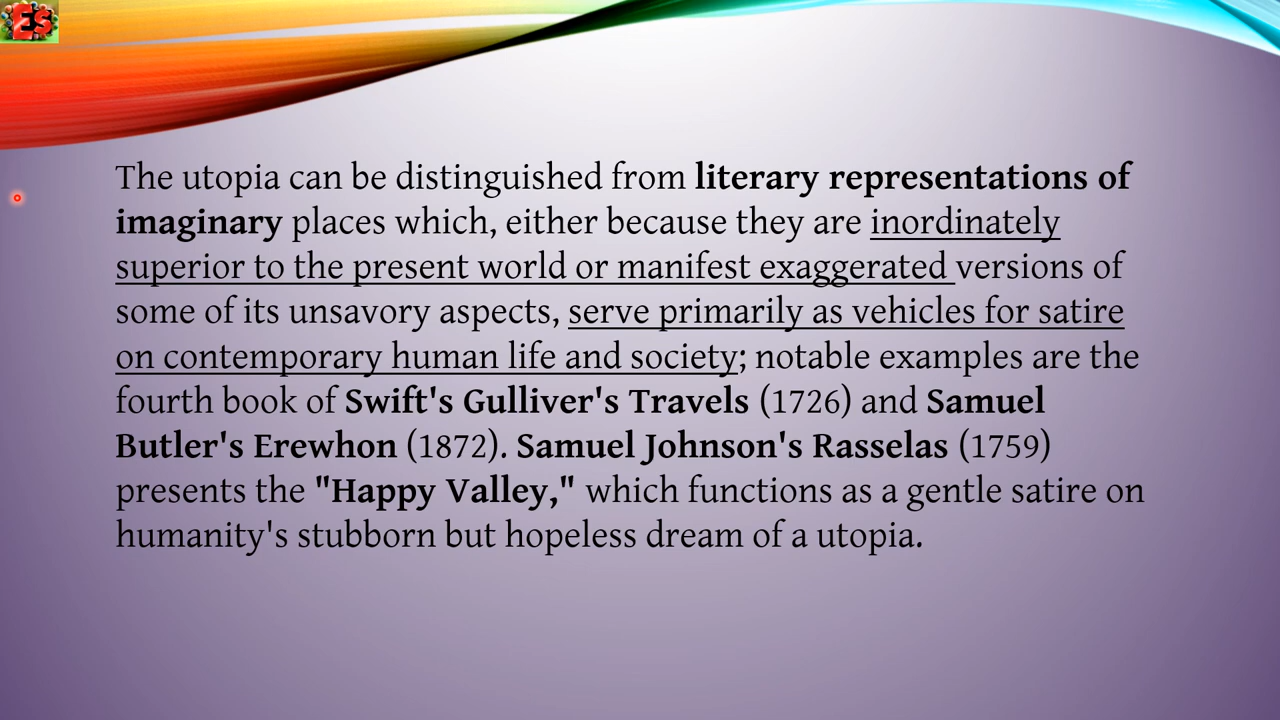 ES
The utopia can be distinguished from literary representations of
imaginary places which, either because they are inordinately
superior to the present world or manifest exaggerated versions of
some of its unsavory aspects, serve primarily as vehicles for satire
on contemporary human life and society; notable examples are the
fourth book of Swift's Gulliver's Travels (1726) and Samuel
Butler's Erewhon (1872). Samuel Johnson's Rasselas (1759)
presents the "Happy Valley," which functions as a gentle satire on
humanity's stubborn but hopeless dream of a utopia.